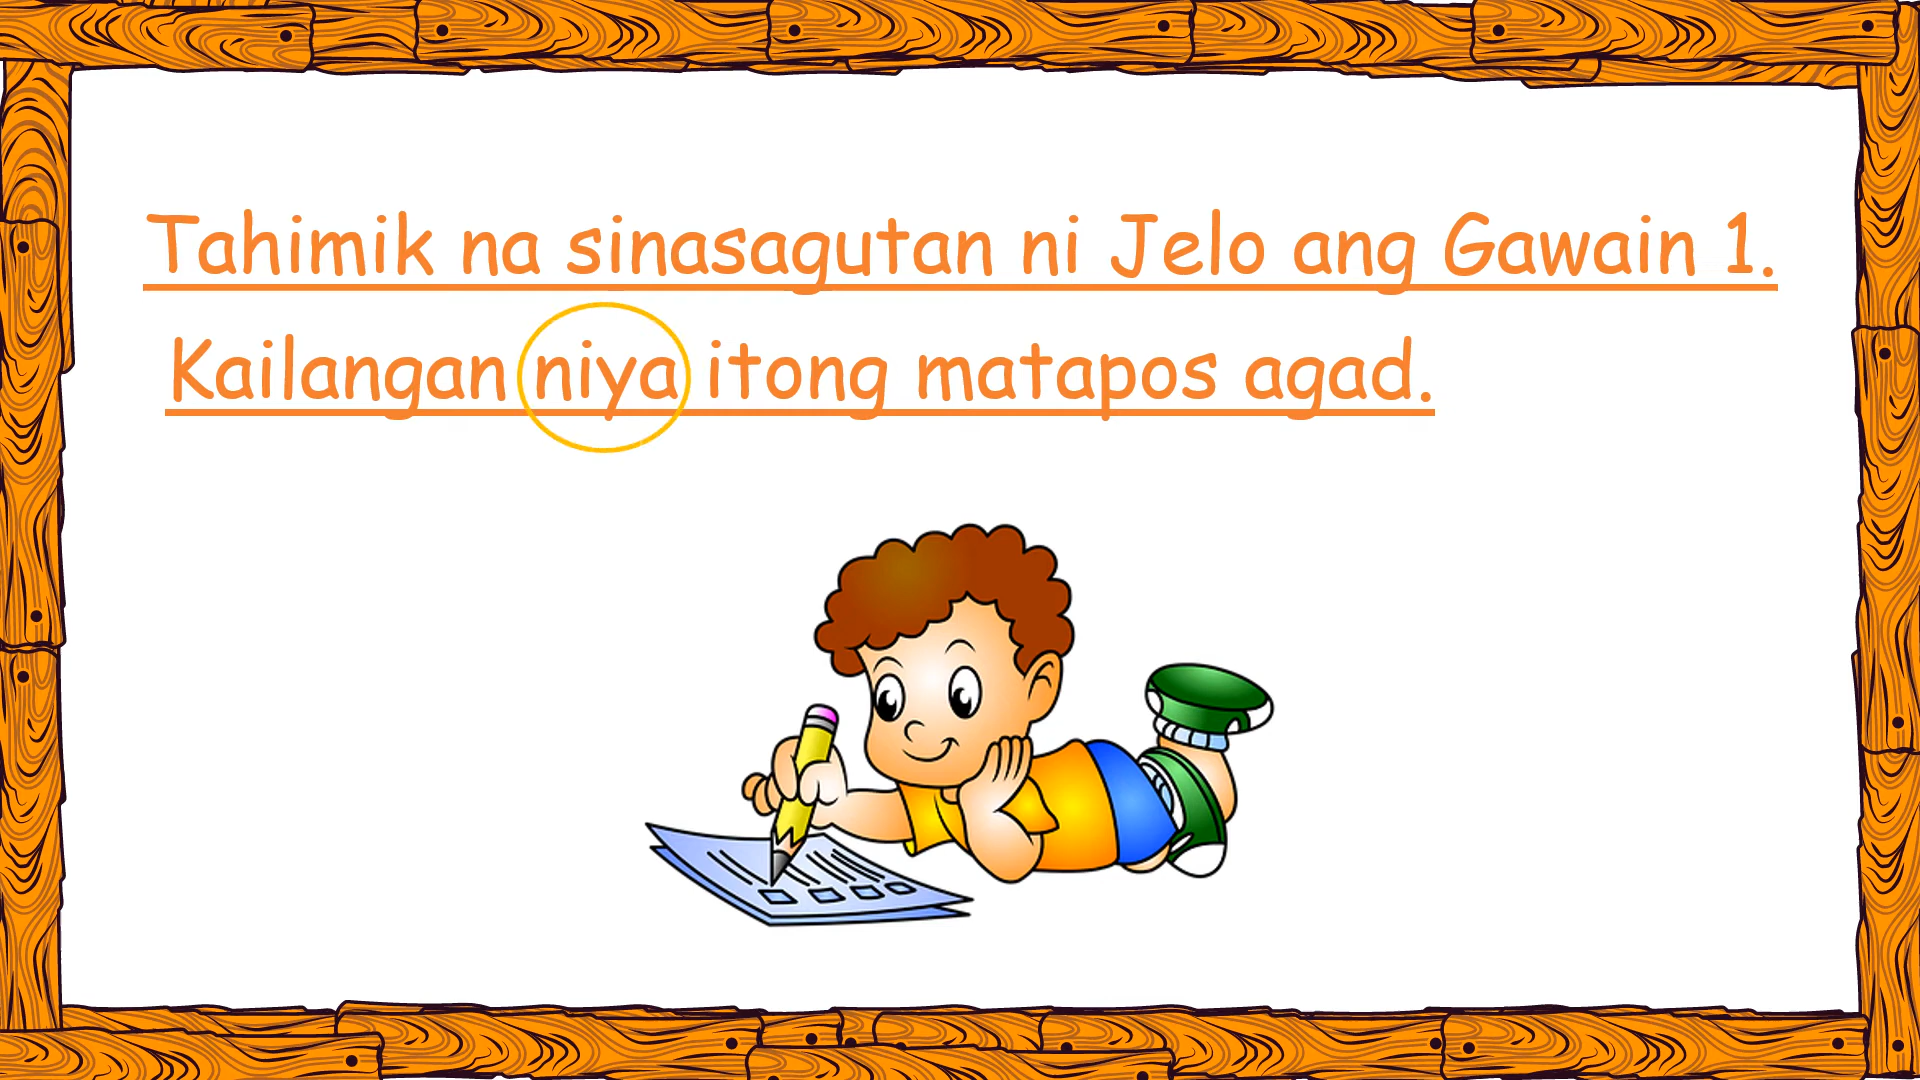 Tahimik na sinasagutan ni Jelo ang Gawain 1.
Kailangan niya itong matapos agad.